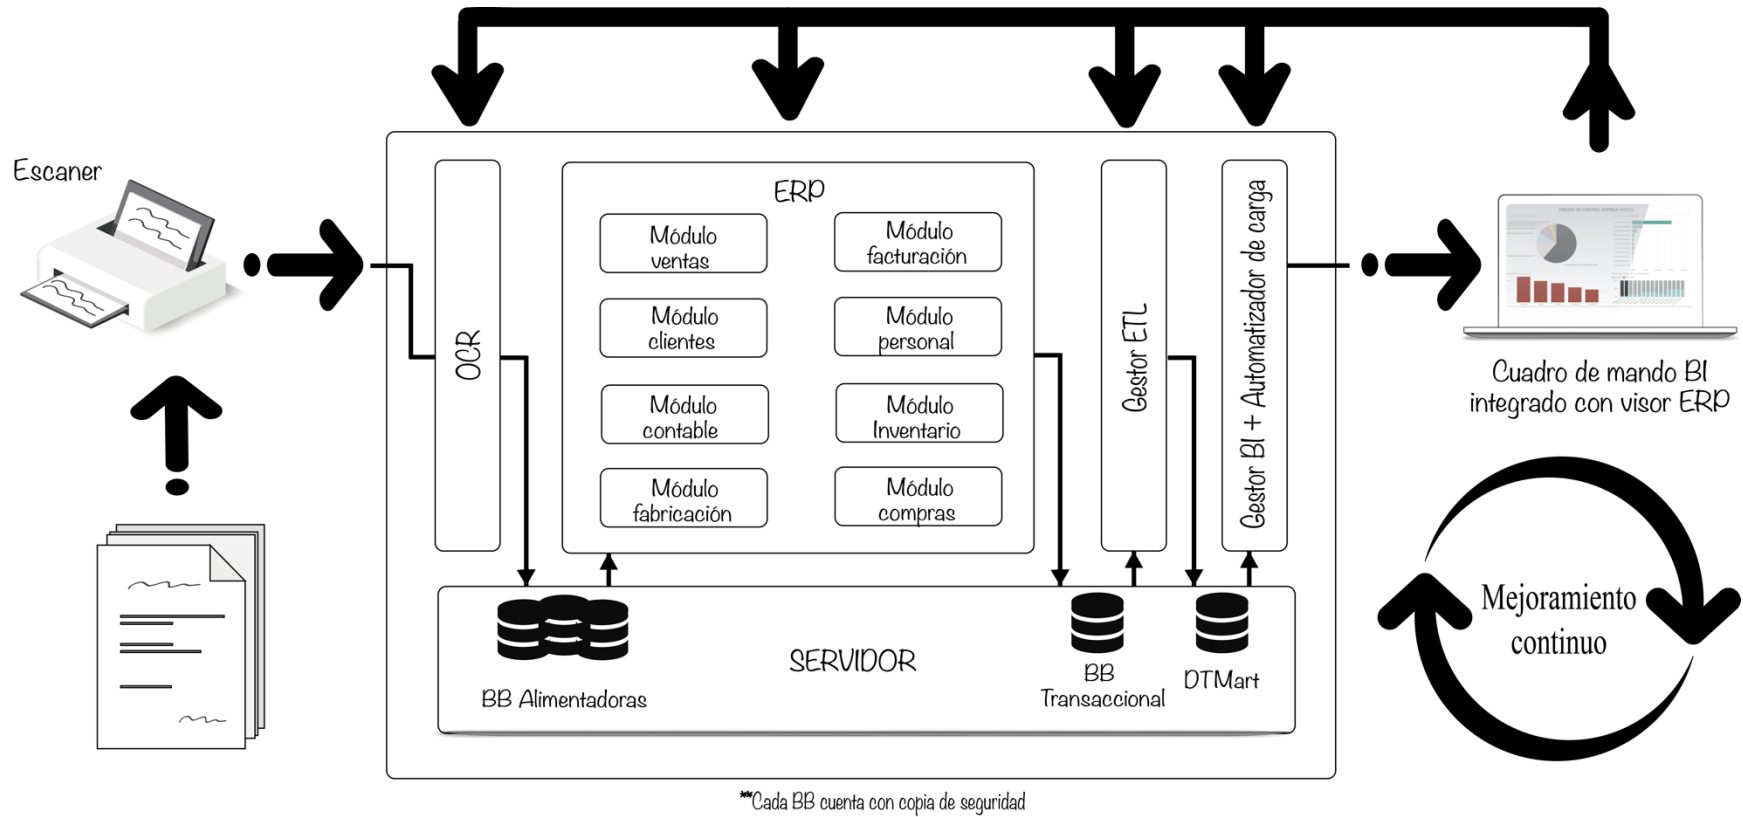 Escaner
OCR
ERP
Módulo
ventas
Módulo
facturación
Módulo
clientes
Módulo
personal
Módulo
contable
Módulo
Inventario
Módulo
fabricación
Módulo
compras
Gestor ETL
Gestor BI + Automatizador de carga
Cuadro de mando BI
integrado con visor ERP
BB Alimentadoras
SERVIDOR
BB
Transaccional
DTMart
Mejoramiento
continuo
**Cada BB cuenta con copia de seguridad